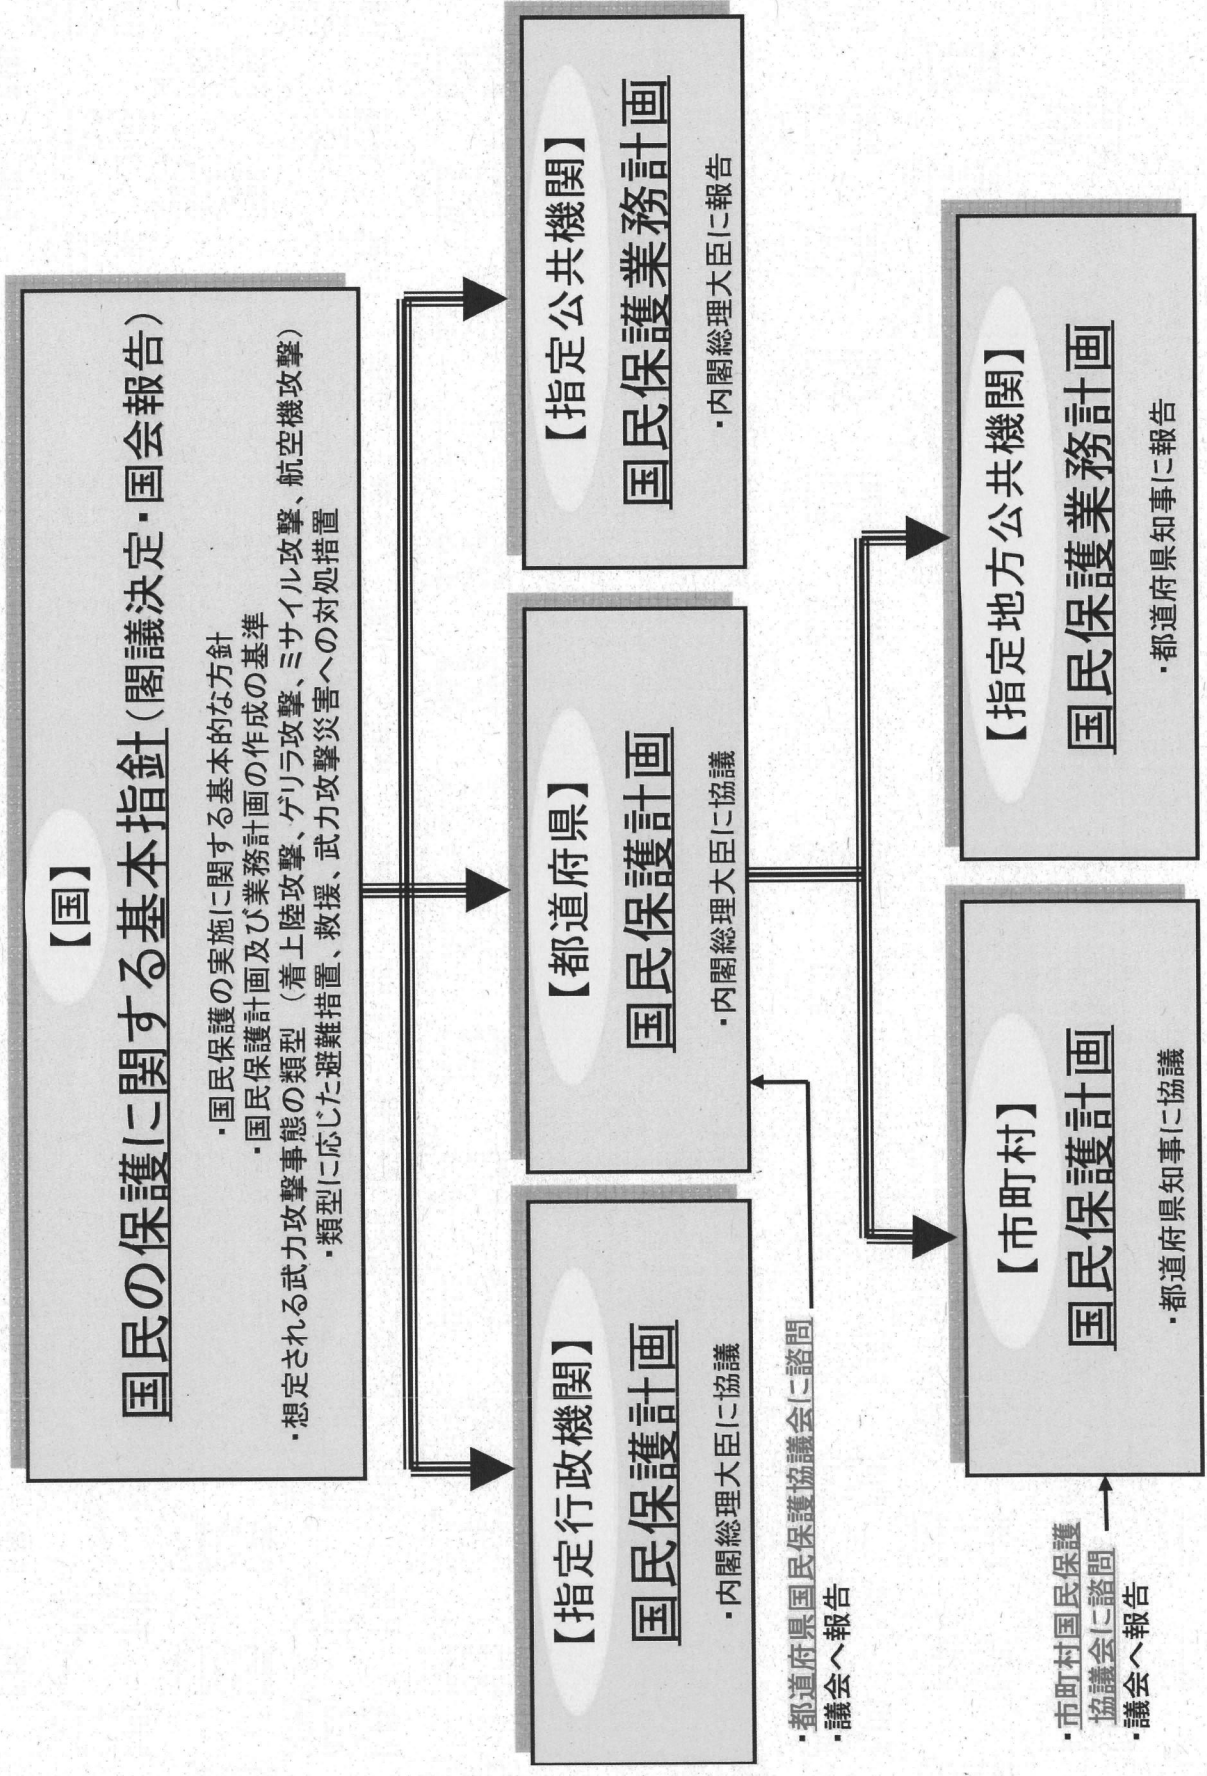 【国】
国民の保護に関する基本指針(閣議決定・国会報告)
・国民保護の実施に関する基本的な方針
・国民保護計画及び業務計画の作成の基準
・想定される武力攻撃事態の類型(着上陸攻撃、ゲリラ攻撃、ミサイル攻撃、航空機攻撃)
・類型に応じた避難措置、救援、武力攻撃災害への対処措置
【指定行政機関】
国民保護計画
・内閣総理大臣に協議
【都道府県】
国民保護計画
・内閣総理大臣に協議
【指定公共機関】
国民保護業務計画
・内閣総理大臣に報告
・都道府県国民保護協議会に諮問
・議会へ報告
【市町村】
国民保護計画
・都道府県知事に協議
【指定地方公共機関】
国民保護業務計画
・都道府県知事に報告
・市町村国民保護
協議会に諮問
・議会へ報告